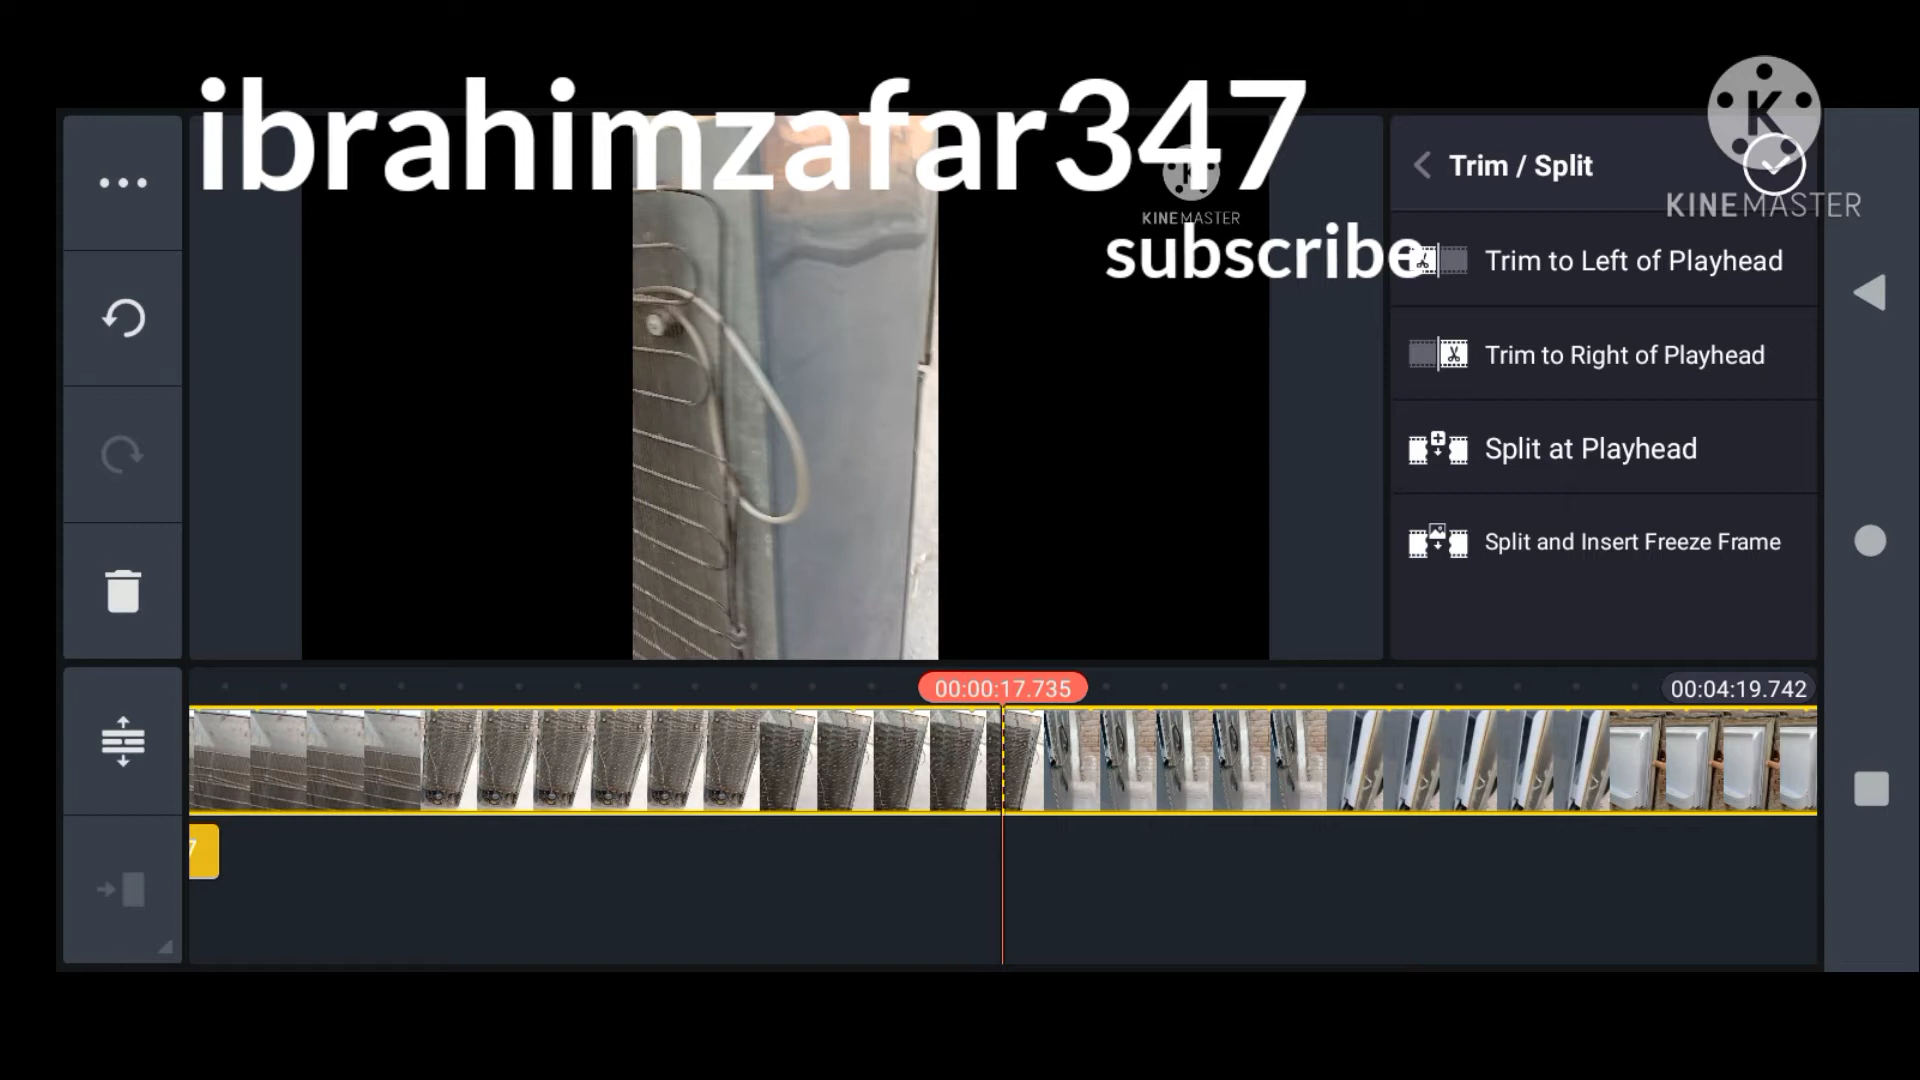 ibrahimzafar347
subscribe
KINEMASTER
K
KINEMASTER
Trim / Split
Trim to Left of Playhead
Trim to Right of Playhead
Split at Playhead
Split and Insert Freeze Frame
00:00:17.735
00:04:19.742
7